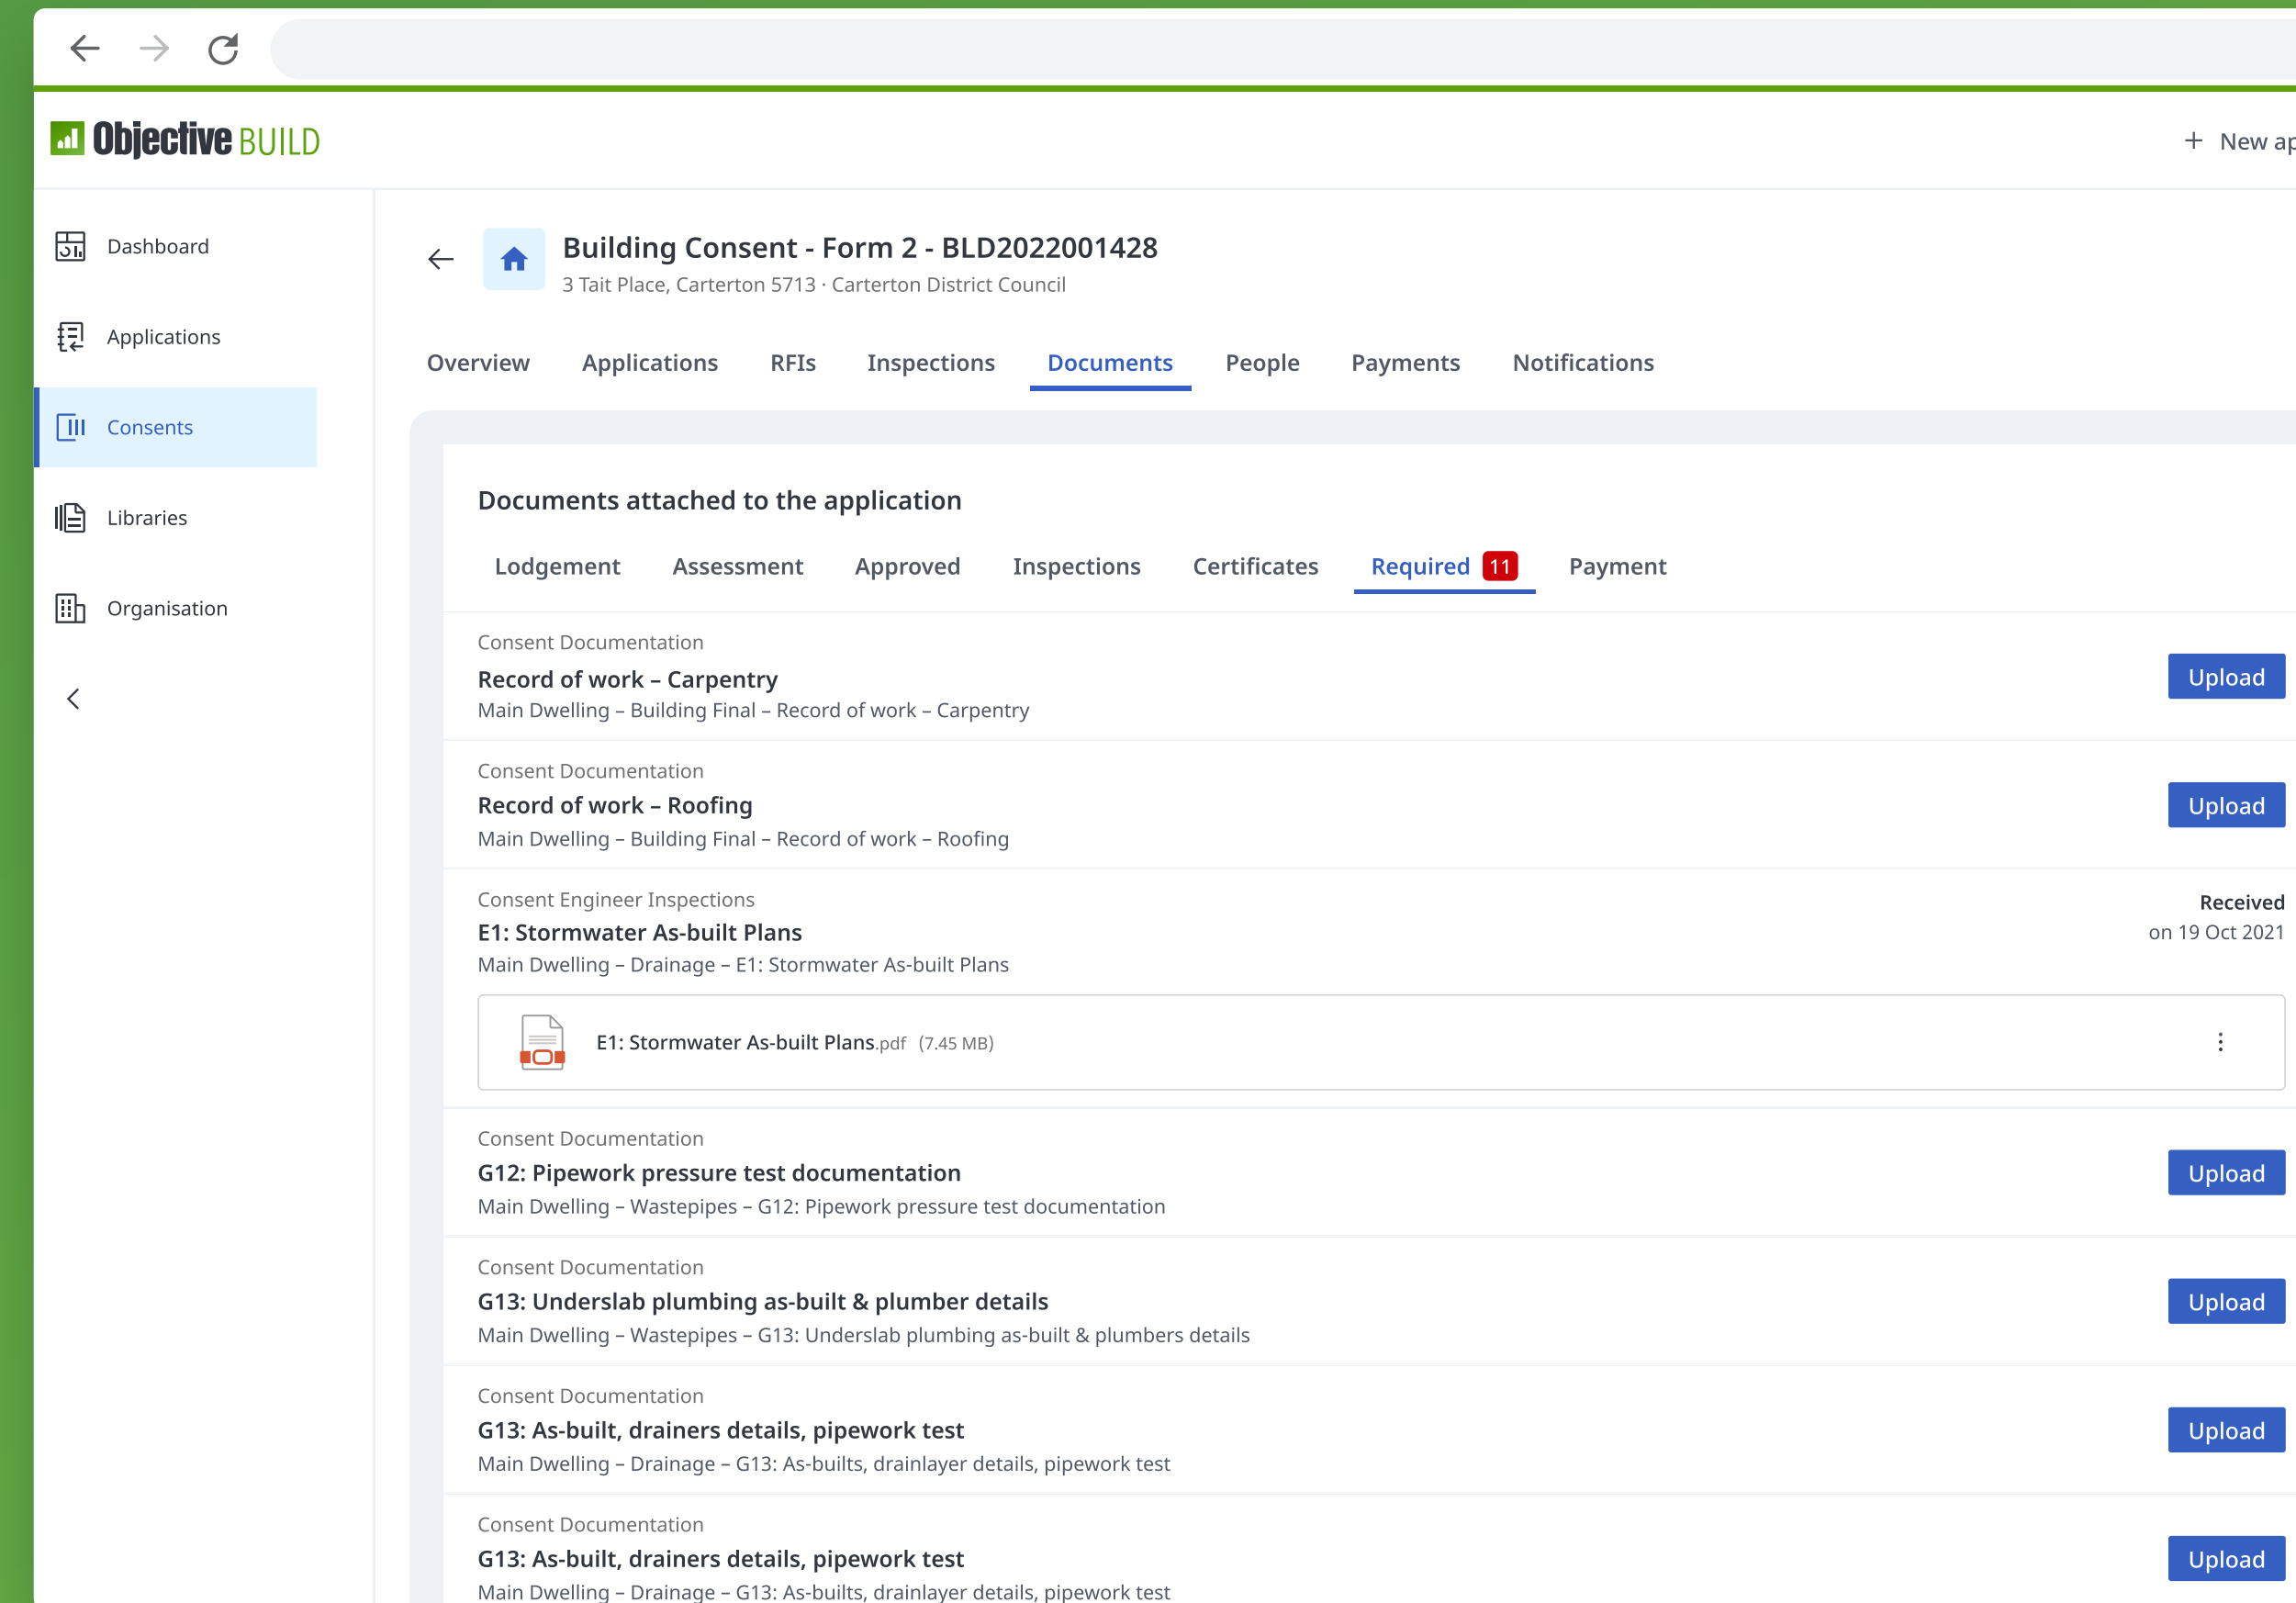 Objective BUILD
+ New ap
Dashboard
Applications
Consents
Libraries
Organisation
Building Consent - Form 2 - BLD2022001428
3 Tait Place, Carterton 5713 · Carterton District Council
Overview Applications RFIs Inspections Documents People Payments Notifications
Documents attached to the application
Lodgement Assessment Approved Inspections Certificates Required 11 Payment
Consent Documentation
Record of work – Carpentry
Main Dwelling – Building Final – Record of work – Carpentry
Upload
Consent Documentation
Record of work – Roofing
Main Dwelling – Building Final – Record of work – Roofing
Upload
Consent Engineer Inspections
E1: Stormwater As-built Plans
Main Dwelling – Drainage – E1: Stormwater As-built Plans
Received
on 19 Oct 2021
E1: Stormwater As-built Plans.pdf (7.45 MB)
Consent Documentation
G12: Pipework pressure test documentation
Main Dwelling – Wastepipes – G12: Pipework pressure test documentation
Upload
Consent Documentation
G13: Underslab plumbing as-built & plumber details
Main Dwelling – Wastepipes – G13: Underslab plumbing as-built & plumbers details
Upload
Consent Documentation
G13: As-built, drainers details, pipework test
Main Dwelling – Drainage – G13: As-builts, drainlayer details, pipework test
Upload
Consent Documentation
G13: As-built, drainers details, pipework test
Main Dwelling – Drainage – G13: As-builts, drainlayer details, pipework test
Upload